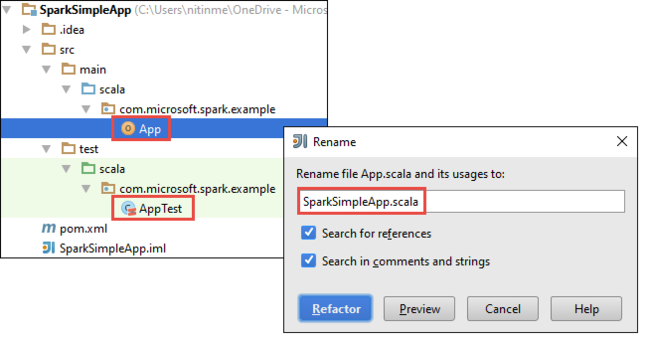 SparkSimpleApp (C:\Users\nitinme\OneDrive - Micros
.idea
src
main
scala
com.microsoft.spark.example
App
test
scala
com.microsoft.spark.example
AppTest
pom.xml
SparkSimpleApp.iml
Rename
Rename file App.scala and its usages to:
SparkSimpleApp.scala
Search for references
Search in comments and strings
Refactor
Preview
Cancel
Help